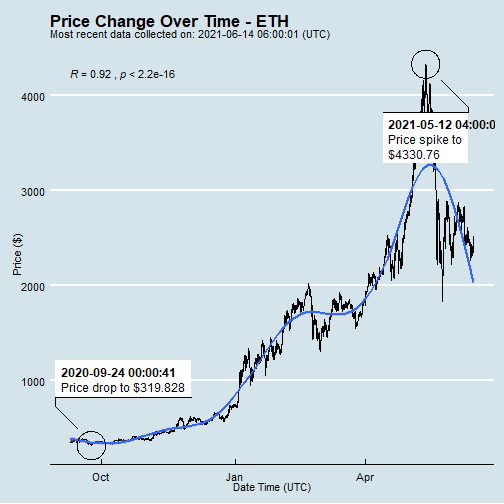 Price Change Over Time - ETH
Most recent data collected on: 2021-06-14 06:00:01 (UTC)
R = 0.92 , p < 2.2e-16
4000
2021-05-12 04:00:0
Price spike to
$4330.76
3000
Price ($)
2000
2020-09-24 00:00:41
Price drop to $319.828
1000
Oct
Jan
Apr
Date Time (UTC)